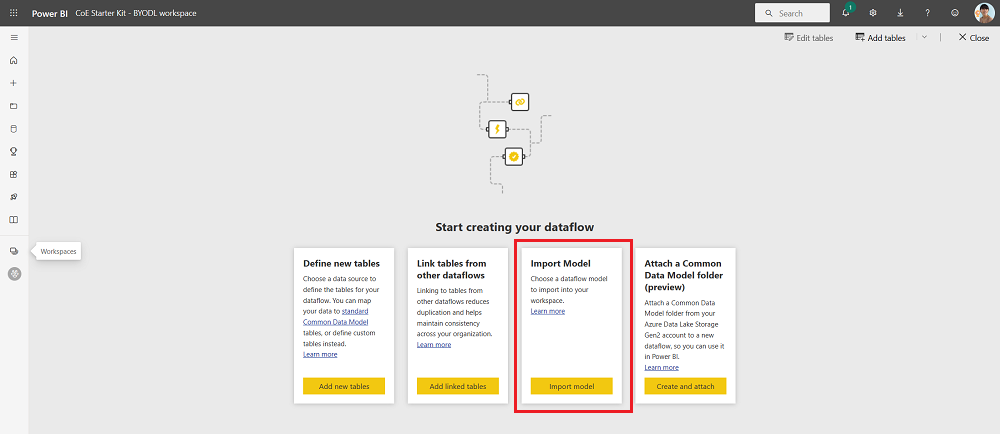 Power BI CoE Starter Kit - BYODL workspace
Search
1
Edit tables
Add tables
Close
Workspaces
Start creating your dataflow
Define new tables
Choose a data source to
define the tables for your
dataflow. You can map
your data to standard
Common Data Model
tables, or define custom
tables instead.
Learn more
Add new tables
Link tables from
other dataflows
Linking to tables from
other dataflows reduces
duplication and helps
maintain consistency
across your organization.
Learn more
Add linked tables
Import Model
Choose a dataflow model
to import into your
workspace.
Learn more
Import model
Attach a Common
Data Model folder
(preview)
Attach a Common Data
Model folder from your
Azure Data Lake Storage
Gen2 account to a new
dataflow, so you can use it
in Power BI.
Learn more
Create and attach